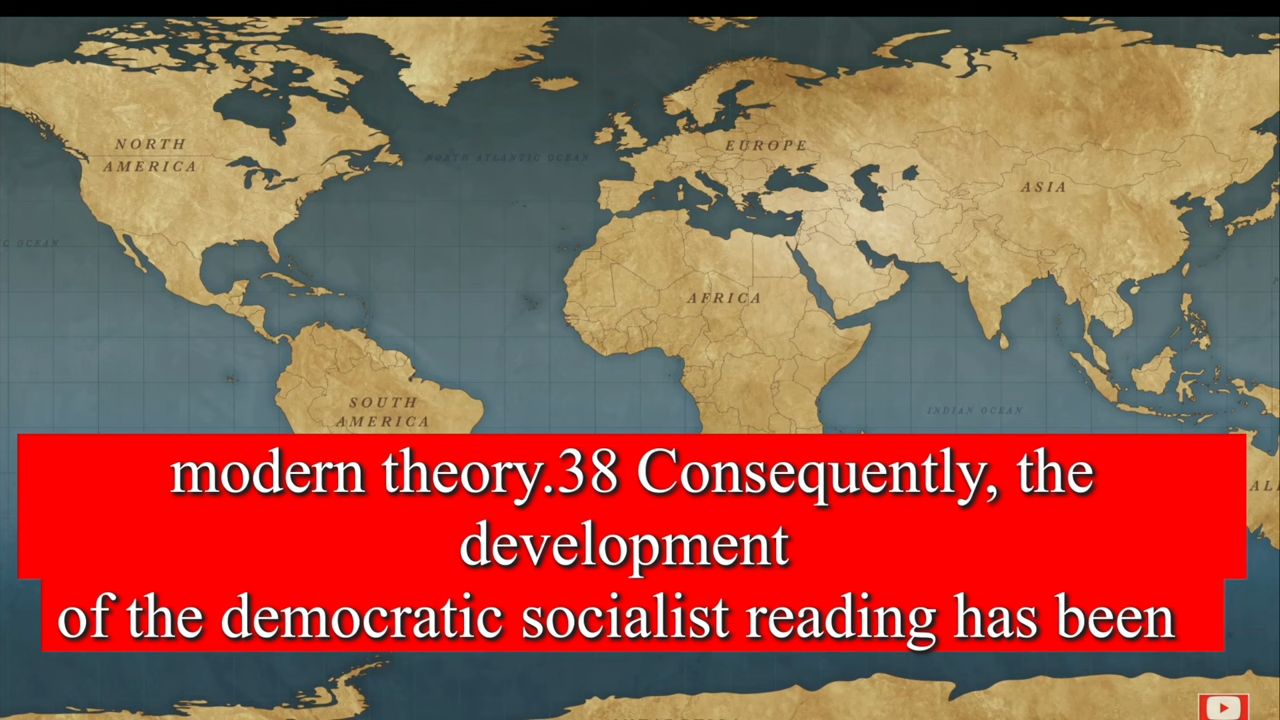 NORTH
AMERICA
NORTH ATLANTIC OCEAN
EUROPE
ASIA
C OCEAN
AFRICA
SOUTH
AMERICA
INDIAN OCEAN
modern theory.38 Consequently, the
development
of the democratic socialist reading has been